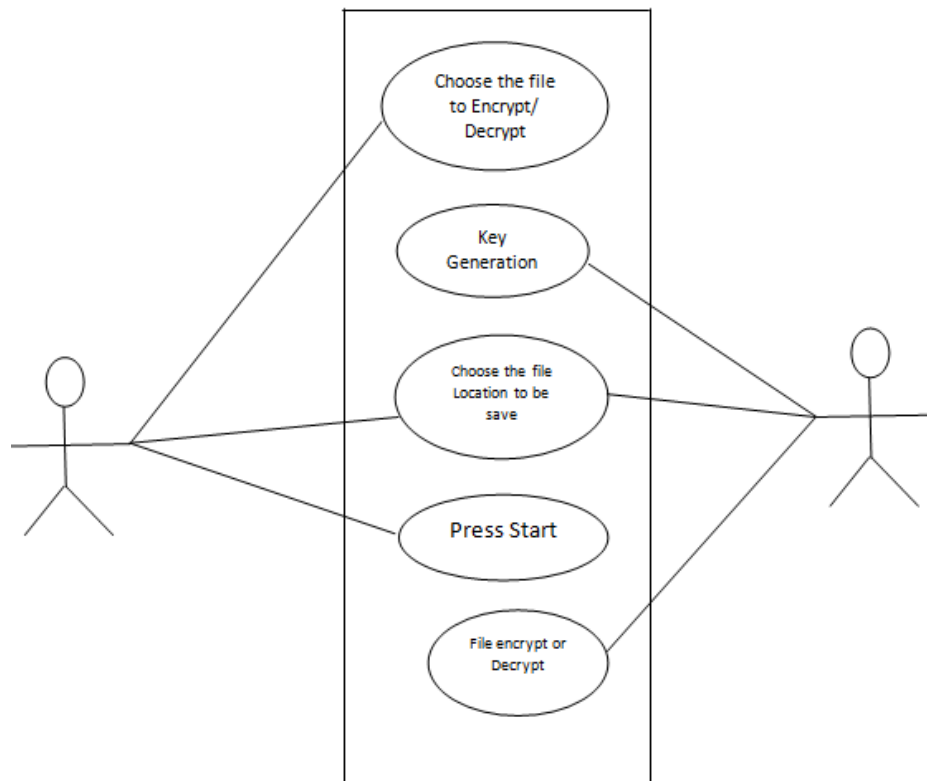 Choose the file
to Encrypt/
Decrypt
Key
Generation
Choose the file
Location to be
save
Press Start
File encrypt or
Decrypt